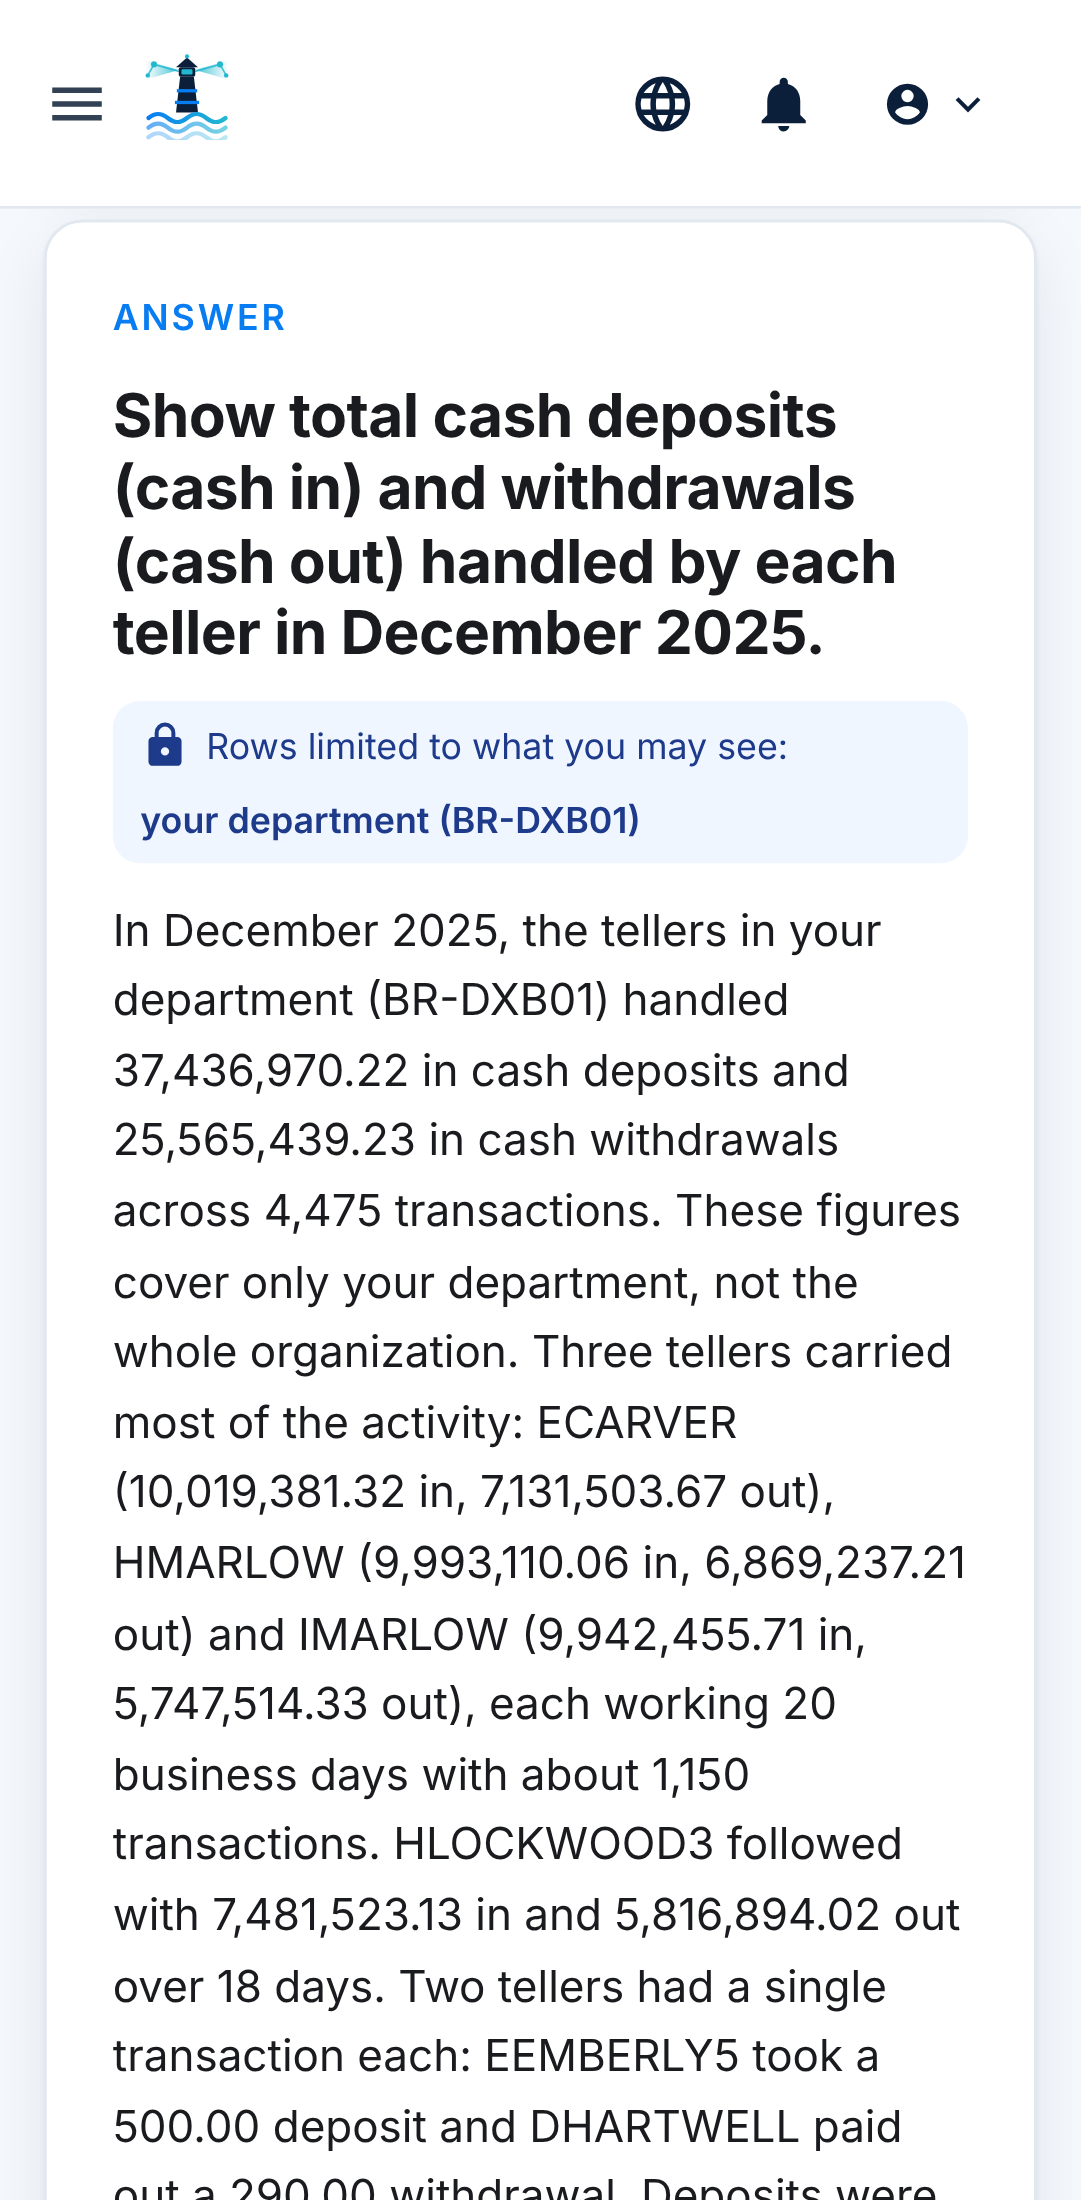 ANSWER
Show total cash deposits
(cash in) and withdrawals
(cash out) handled by each
teller in December 2025.
Rows limited to what you may see:
your department (BR-DXB01)
In December 2025, the tellers in your
department (BR-DXB01) handled
37,436,970.22 in cash deposits and
25,565,439.23 in cash withdrawals
across 4,475 transactions. These figures
cover only your department, not the
whole organization. Three tellers carried
most of the activity: ECARVER
(10,019,381.32 in, 7,131,503.67 out),
HMARLOW (9,993,110.06 in, 6,869,237.21
out) and IMARLOW (9,942,455.71 in,
5,747,514.33 out), each working 20
business days with about 1,150
transactions. HLOCKWOOD3 followed
with 7,481,523.13 in and 5,816,894.02 out
over 18 days. Two tellers had a single
transaction each: EEMBERLY5 took a
500.00 deposit and DHARTWELL paid
out a 290.00 withdrawal. Deposits were